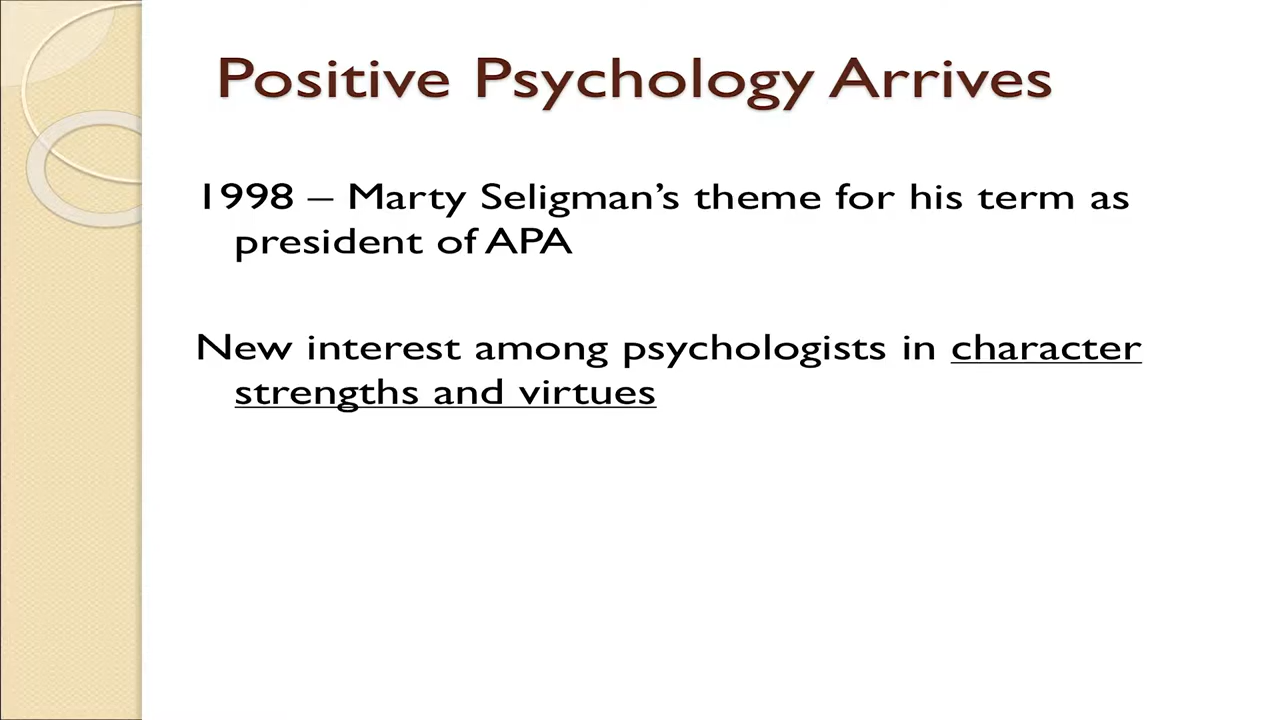 Positive Psychology Arrives
1998 – Marty Seligman’s theme for his term as
president of APA
New interest among psychologists in character
strengths and virtues